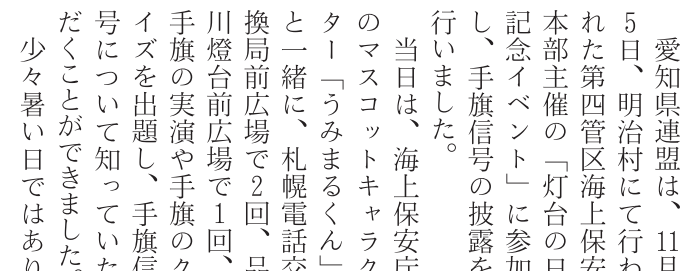 愛知県連盟は、11月
5日、明治村にて行わ
れた第四管区海上保安
本部主催の「灯台の日
記念イベント」に参加
し、手旗信号の披露を
行いました。
当日は、海上保安庁
のマスコットキャラク
ター「うみまるくん」
と一緒に、札幌電話交
換局前広場で2回、品
川燈台前広場で1回、
手旗の実演や手旗のク
イズを出題し、手旗信
号について知っていた
だくことができました。
少々暑い日ではあり